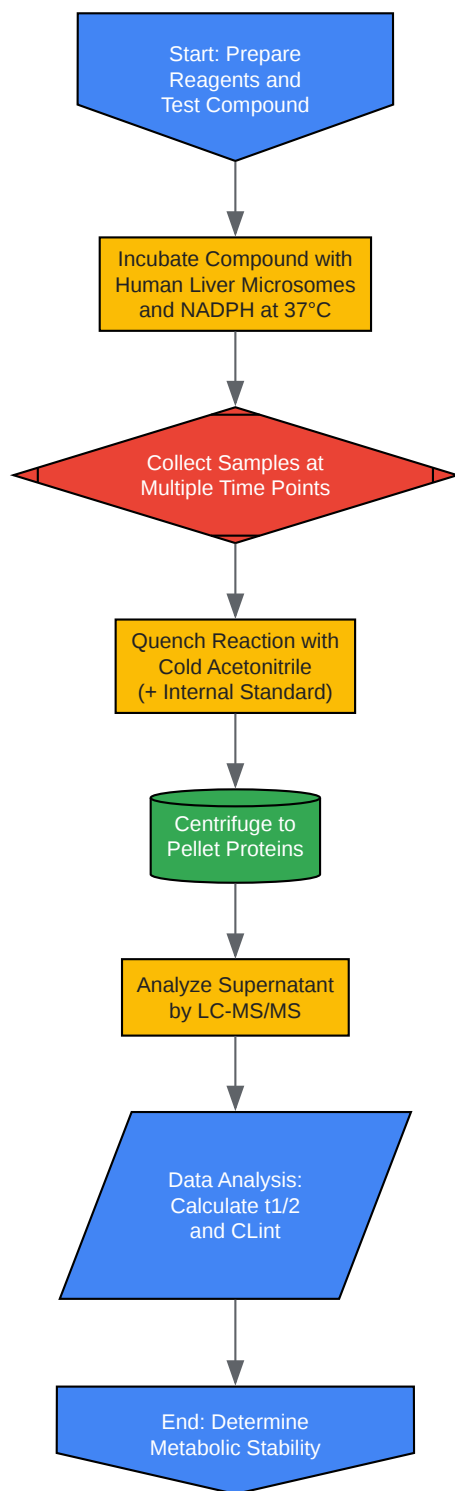 Start: Prepare
Reagents and
Test Compound
Incubate Compound with
Human Liver Microsomes
and NADPH at 37°C
Collect Samples at
Multiple Time Points
Quench Reaction with
Cold Acetonitrile
(+ Internal Standard)
Centrifuge to
Pellet Proteins
Analyze Supernatant
by LC-MS/MS
Data Analysis:
Calculate t1/2
and CLint
End: Determine
Metabolic Stability